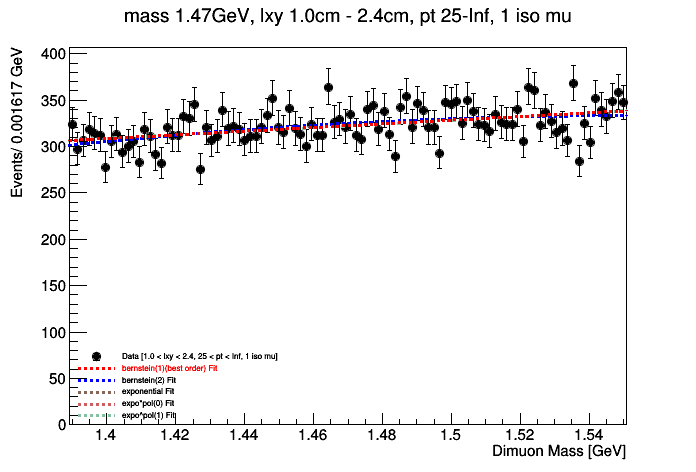 mass 1.47GeV, lxy 1.0cm - 2.4cm, pt 25-Inf, 1 iso mu
Events/ 0.001617 GeV
400
350
300
250
200
150
100
50
0
Data [1.0 < lxy < 2.4, 25 < pt < Inf, 1 iso mu]
bernstein(1)(best order) Fit
bernstein(2) Fit
exponential Fit
expo*pol(0) Fit
expo*pol(1) Fit
1.4 1.42 1.44 1.46 1.48 1.5 1.52 1.54
Dimuon Mass [GeV]